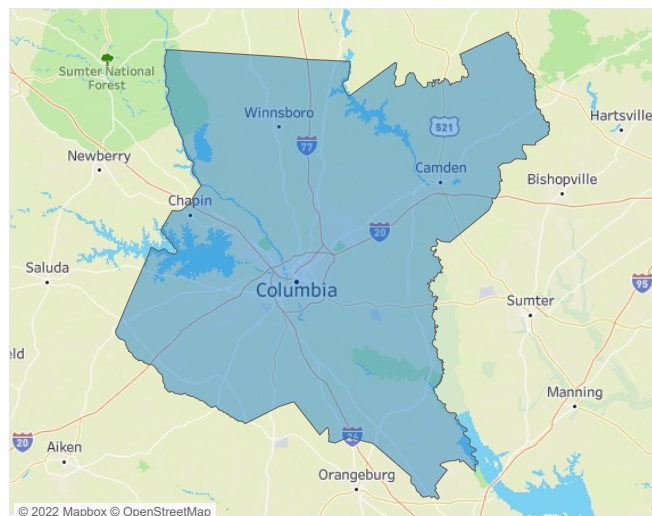 Sumter National
Forest
Winnsboro
521
Hartsville
77
Newberry
Camden
Bishopville
Chapin
20
Saluda
95
Columbia
Sumter
eld
Manning
20
26
Aiken
Orangeburg
© 2022 Mapbox © OpenStreetMap